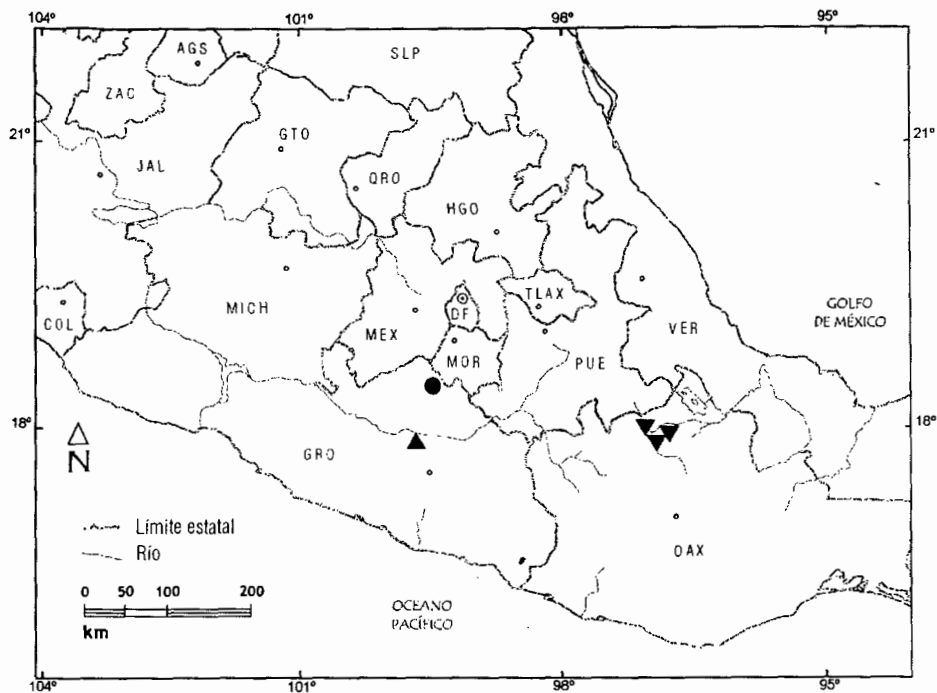 104°
101°
98°
95°
AGS
SLP
ZAC
21°
GTO
21°
JAL
QRO
HGO
MICH
TLAX
GOLFO
DE MÉXICO
COL
MEX
DF
VER
MOR
PUE
18°
18°
N
GRO
Límite estatal
Río
OAX
0 50 100 200
km
OCEANO
PACÍFICO
104°
101°
98°
95°